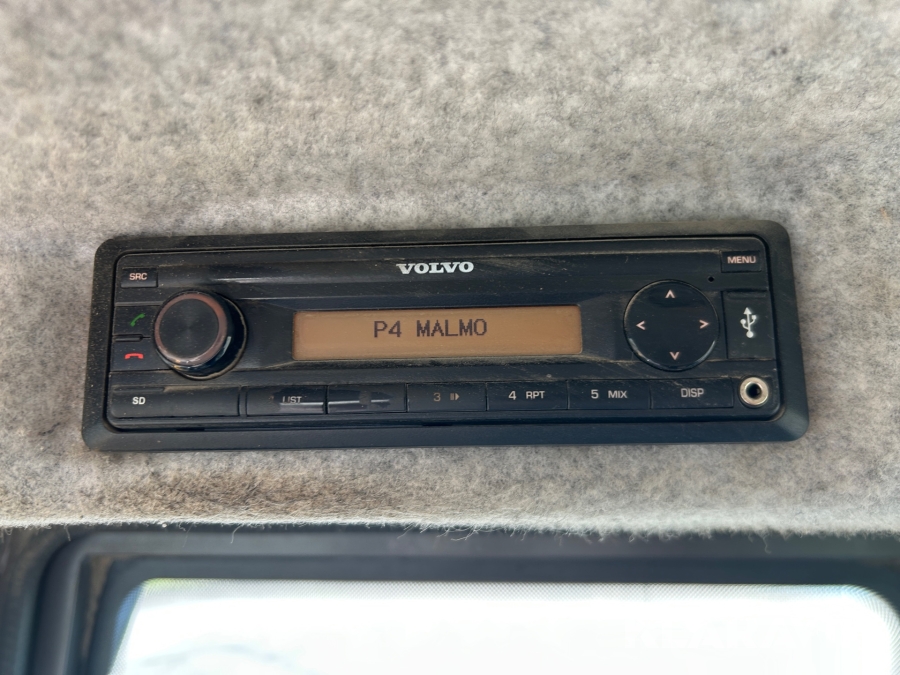 VOLVO
MENU
SRC
P4 MALMO
SD
LIST
3
4 RPT
5 MIX
DISP